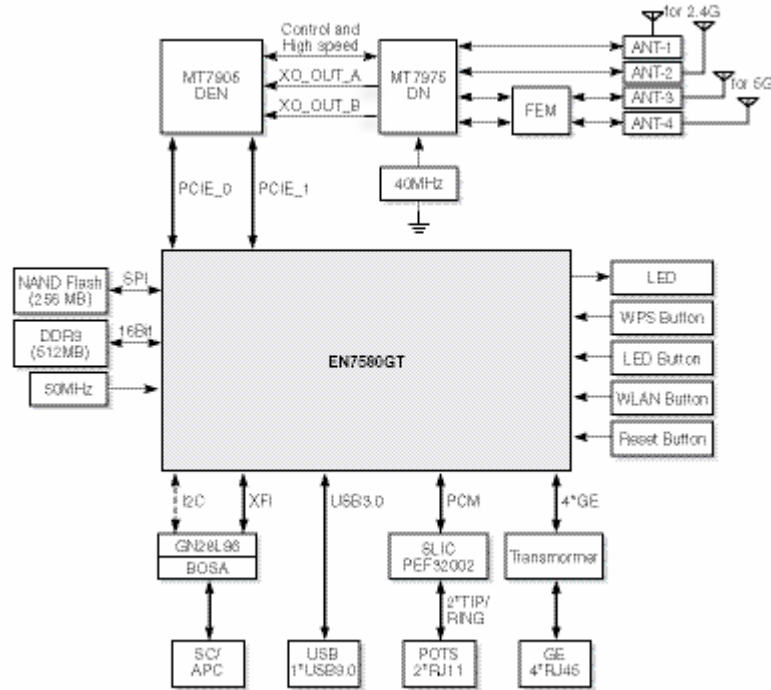 Control and
High speed
for 2.4G
MT7905
DEN
XO_OUT_A
XO_OUT_B
MT7975
DN
FEM
ANT-1
ANT-2
ANT-3
ANT-4
for 5G
PCIE_0
PCIE_1
40MHz
NAND Flash
(256 MB)
SPI
DDR3
(512MB)
16Bit
50MHz
EN7580GT
LED
WPS Button
LED Button
WLAN Button
Reset Button
I2C
XFI
USB3.0
PCM
4*GE
GN28L96
BOSA
SLIC
PEF32002
Transmormer
2*TIP/
RING
SC/
APC
USB
1*USB3.0
POTS
2*RJ11
GE
4*RJ45